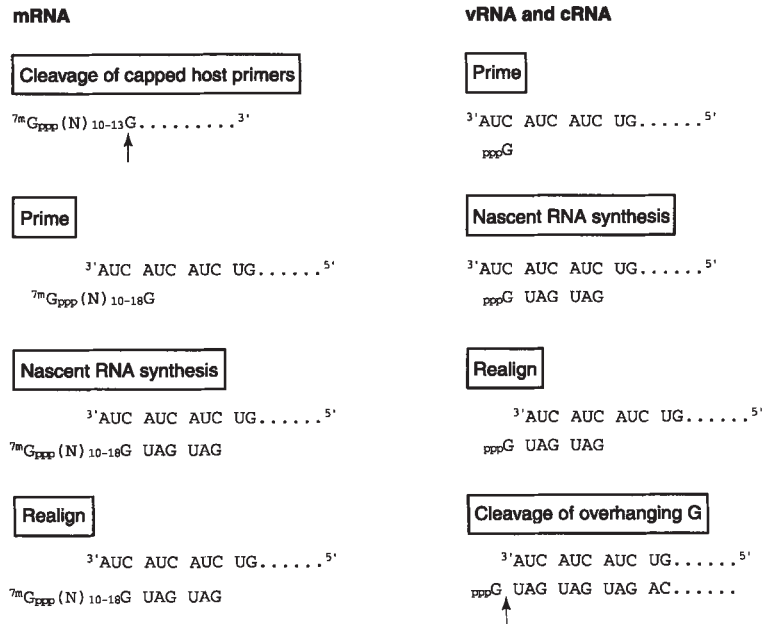 mRNA
Cleavage of capped host primers
7mGppp(N)10-13G.........3'
Prime
3'AUC AUC AUC UG......5'
7mGppp(N)10-18G
Nascent RNA synthesis
3'AUC AUC AUC UG......5'
7mGppp(N)10-18G UAG UAG
Realign
3'AUC AUC AUC UG......5'
7mGppp(N)10-18G UAG UAG
vRNA and cRNA
Prime
3'AUC AUC AUC UG......5'
pppG
Nascent RNA synthesis
3'AUC AUC AUC UG......5'
pppG UAG UAG
Realign
3'AUC AUC AUC UG......5'
pppG UAG UAG
Cleavage of overhanging G
3'AUC AUC AUC UG......5'
pppG UAG UAG UAG AC......